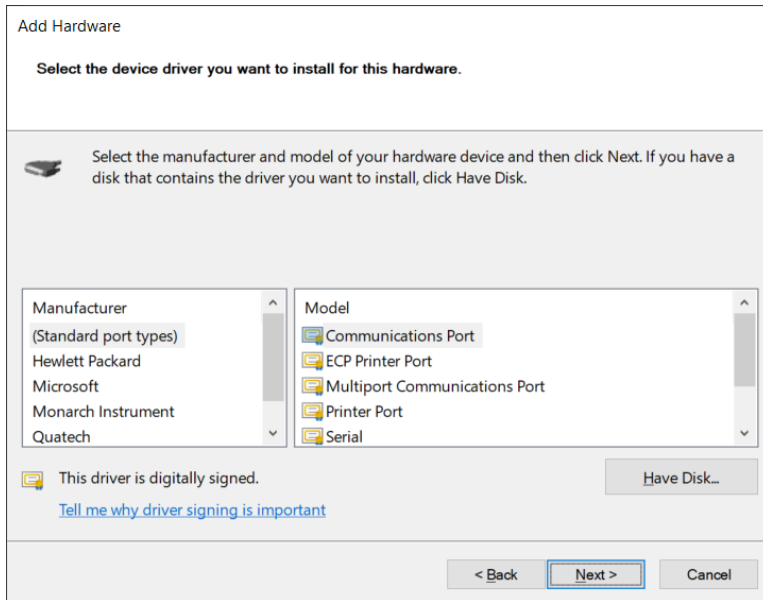 Add Hardware
Select the device driver you want to install for this hardware.
Select the manufacturer and model of your hardware device and then click Next. If you have a
disk that contains the driver you want to install, click Have Disk.
Manufacturer
(Standard port types)
Hewlett Packard
Microsoft
Monarch Instrument
Quatech
Model
Communications Port
ECP Printer Port
Multiport Communications Port
Printer Port
Serial
This driver is digitally signed.
Have Disk...
Tell me why driver signing is important
< Back
Next >
Cancel